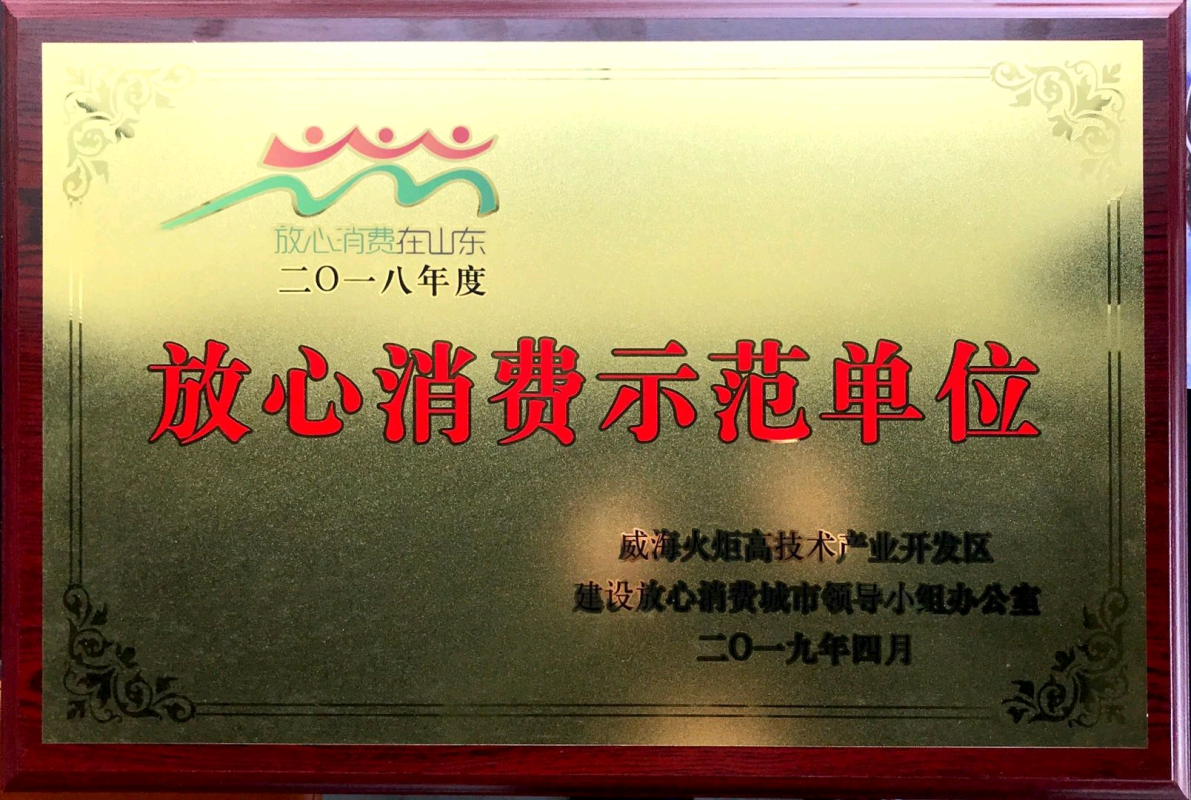 放心消费在山东
二〇一八年度
放心消费示范单位
威海火炬高技术产业开发区
建设放心消费城市领导小组办公室
二〇一九年四月